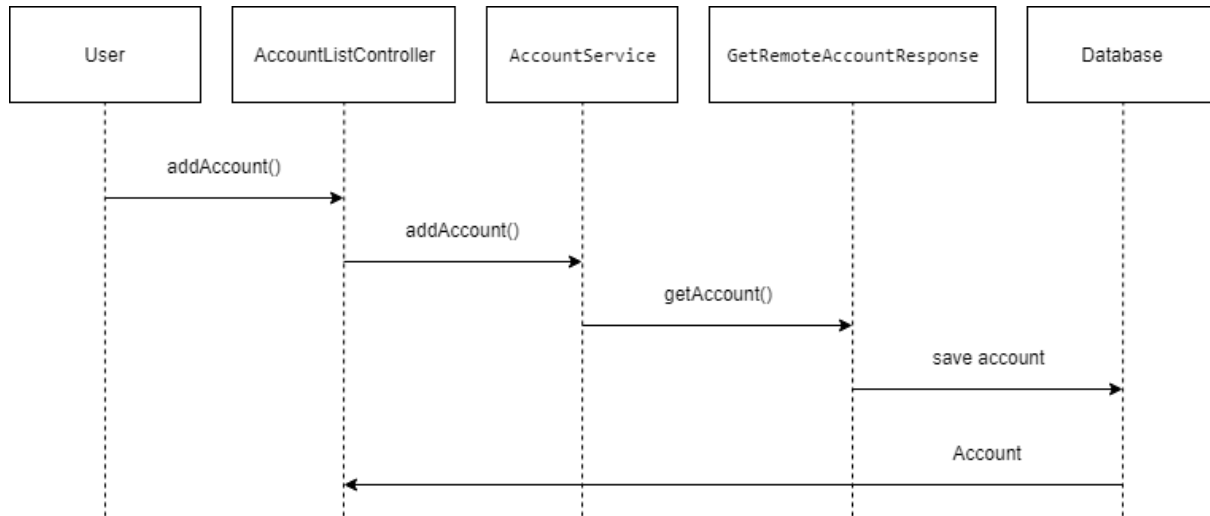 User
AccountListController
AccountService
GetRemoteAccountResponse
Database
addAccount()
addAccount()
getAccount()
save account
Account